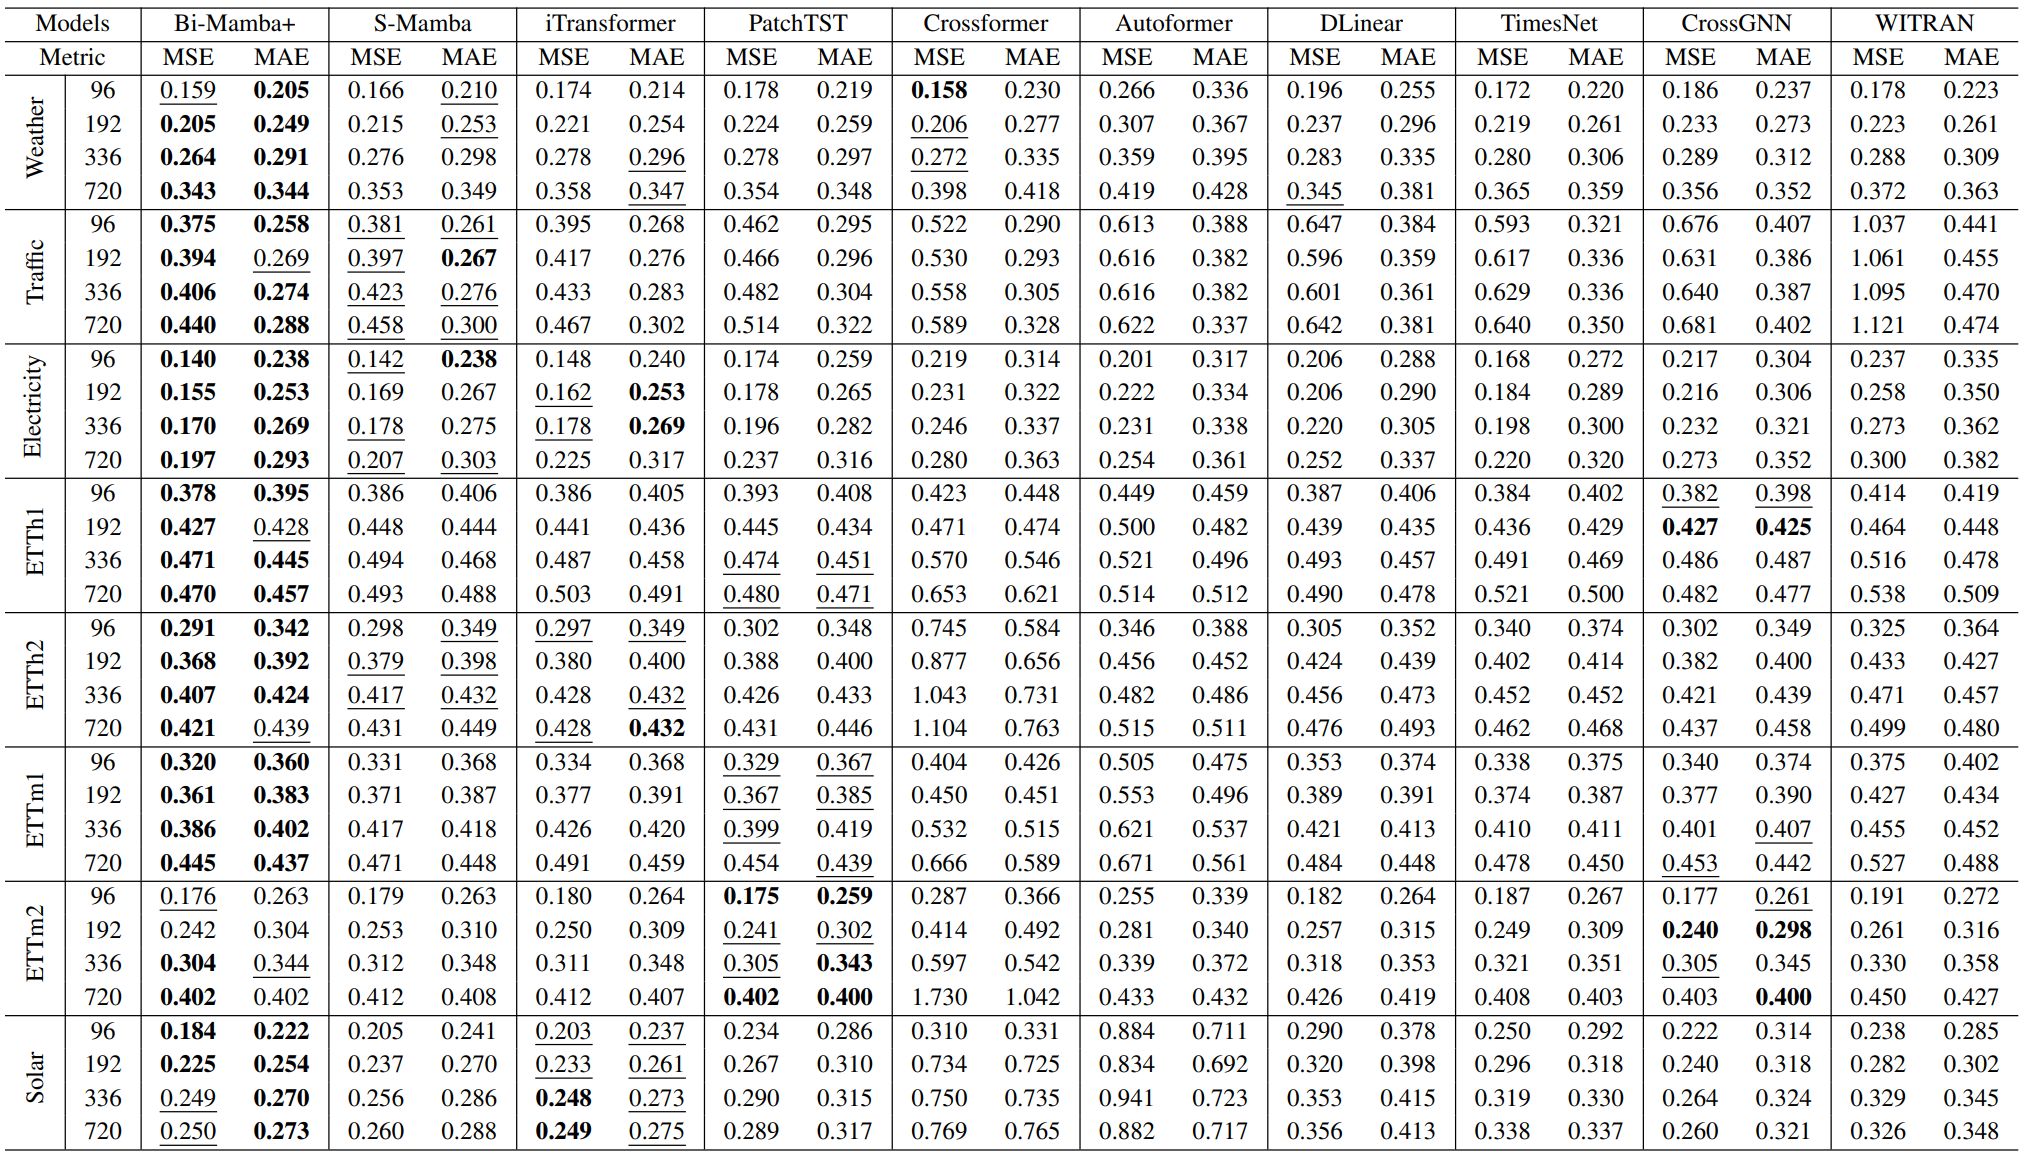 Models Bi-Mamba+ S-Mamba iTransformer PatchTST Crossformer Autoformer DLinear TimesNet CrossGNN WITRAN
Metric MSE MAE MSE MAE MSE MAE MSE MAE MSE MAE MSE MAE MSE MAE MSE MAE MSE MAE MSE MAE
Weather
96 0.159 0.205 0.166 0.210 0.174 0.214 0.178 0.219 0.158 0.230 0.266 0.336 0.196 0.255 0.172 0.220 0.186 0.237 0.178 0.223
192 0.205 0.249 0.215 0.253 0.221 0.254 0.224 0.259 0.206 0.277 0.307 0.367 0.237 0.296 0.219 0.261 0.233 0.273 0.223 0.261
336 0.264 0.291 0.276 0.298 0.278 0.296 0.278 0.297 0.272 0.335 0.359 0.395 0.283 0.335 0.280 0.306 0.289 0.312 0.288 0.309
720 0.343 0.344 0.353 0.349 0.358 0.347 0.354 0.348 0.398 0.418 0.419 0.428 0.345 0.381 0.365 0.359 0.356 0.352 0.372 0.363
Traffic
96 0.375 0.258 0.381 0.261 0.395 0.268 0.462 0.295 0.522 0.290 0.613 0.388 0.647 0.384 0.593 0.321 0.676 0.407 1.037 0.441
192 0.394 0.269 0.397 0.267 0.417 0.276 0.466 0.296 0.530 0.293 0.616 0.382 0.596 0.359 0.617 0.336 0.631 0.386 1.061 0.455
336 0.406 0.274 0.423 0.276 0.433 0.283 0.482 0.304 0.558 0.305 0.616 0.382 0.601 0.361 0.629 0.336 0.640 0.387 1.095 0.470
720 0.440 0.288 0.458 0.300 0.467 0.302 0.514 0.322 0.589 0.328 0.622 0.337 0.642 0.381 0.640 0.350 0.681 0.402 1.121 0.474
Electricity
96 0.140 0.238 0.142 0.238 0.148 0.240 0.174 0.259 0.219 0.314 0.201 0.317 0.206 0.288 0.168 0.272 0.217 0.304 0.237 0.335
192 0.155 0.253 0.169 0.267 0.162 0.253 0.178 0.265 0.231 0.322 0.222 0.334 0.206 0.290 0.184 0.289 0.216 0.306 0.258 0.350
336 0.170 0.269 0.178 0.275 0.178 0.269 0.196 0.282 0.246 0.337 0.231 0.338 0.220 0.305 0.198 0.300 0.232 0.321 0.273 0.362
720 0.197 0.293 0.207 0.303 0.225 0.317 0.237 0.316 0.280 0.363 0.254 0.361 0.252 0.337 0.220 0.320 0.273 0.352 0.300 0.382
ETTh1
96 0.378 0.395 0.386 0.406 0.386 0.405 0.393 0.408 0.423 0.448 0.449 0.459 0.387 0.406 0.384 0.402 0.382 0.398 0.414 0.419
192 0.427 0.428 0.448 0.444 0.441 0.436 0.445 0.434 0.471 0.474 0.500 0.482 0.439 0.435 0.436 0.429 0.427 0.425 0.464 0.448
336 0.471 0.445 0.494 0.468 0.487 0.458 0.474 0.451 0.570 0.546 0.521 0.496 0.493 0.457 0.491 0.469 0.486 0.487 0.516 0.478
720 0.470 0.457 0.493 0.488 0.503 0.491 0.480 0.471 0.653 0.621 0.514 0.512 0.490 0.478 0.521 0.500 0.482 0.477 0.538 0.509
ETTh2
96 0.291 0.342 0.298 0.349 0.297 0.349 0.302 0.348 0.745 0.584 0.346 0.388 0.305 0.352 0.340 0.374 0.302 0.349 0.325 0.364
192 0.368 0.392 0.379 0.398 0.380 0.400 0.388 0.400 0.877 0.656 0.456 0.452 0.424 0.439 0.402 0.414 0.382 0.400 0.433 0.427
336 0.407 0.424 0.417 0.432 0.428 0.432 0.426 0.433 1.043 0.731 0.482 0.486 0.456 0.473 0.452 0.452 0.421 0.439 0.471 0.457
720 0.421 0.439 0.431 0.449 0.428 0.432 0.431 0.446 1.104 0.763 0.515 0.511 0.476 0.493 0.462 0.468 0.437 0.458 0.499 0.480
ETTm1
96 0.320 0.360 0.331 0.368 0.334 0.368 0.329 0.367 0.404 0.426 0.505 0.475 0.353 0.374 0.338 0.375 0.340 0.374 0.375 0.402
192 0.361 0.383 0.371 0.387 0.377 0.391 0.367 0.385 0.450 0.451 0.553 0.496 0.389 0.391 0.374 0.387 0.377 0.390 0.427 0.434
336 0.386 0.402 0.417 0.418 0.426 0.420 0.399 0.419 0.532 0.515 0.621 0.537 0.421 0.413 0.410 0.411 0.401 0.407 0.455 0.452
720 0.445 0.437 0.471 0.448 0.491 0.459 0.454 0.439 0.666 0.589 0.671 0.561 0.484 0.448 0.478 0.450 0.453 0.442 0.527 0.488
ETTm2
96 0.176 0.263 0.179 0.263 0.180 0.264 0.175 0.259 0.287 0.366 0.255 0.339 0.182 0.264 0.187 0.267 0.177 0.261 0.191 0.272
192 0.242 0.304 0.253 0.310 0.250 0.309 0.241 0.302 0.414 0.492 0.281 0.340 0.257 0.315 0.249 0.309 0.240 0.298 0.261 0.316
336 0.304 0.344 0.312 0.348 0.311 0.348 0.305 0.343 0.597 0.542 0.339 0.372 0.318 0.353 0.321 0.351 0.305 0.345 0.330 0.358
720 0.402 0.402 0.412 0.408 0.412 0.407 0.402 0.400 1.730 1.042 0.433 0.432 0.426 0.419 0.408 0.403 0.403 0.400 0.450 0.427
Solar
96 0.184 0.222 0.205 0.241 0.203 0.237 0.234 0.286 0.310 0.331 0.884 0.711 0.290 0.378 0.250 0.292 0.222 0.314 0.238 0.285
192 0.225 0.254 0.237 0.270 0.233 0.261 0.267 0.310 0.734 0.725 0.834 0.692 0.320 0.398 0.296 0.318 0.240 0.318 0.282 0.302
336 0.249 0.270 0.256 0.286 0.248 0.273 0.290 0.315 0.750 0.735 0.941 0.723 0.353 0.415 0.319 0.330 0.264 0.324 0.329 0.345
720 0.250 0.273 0.260 0.288 0.249 0.275 0.289 0.317 0.769 0.765 0.882 0.717 0.356 0.413 0.338 0.337 0.260 0.321 0.326 0.348